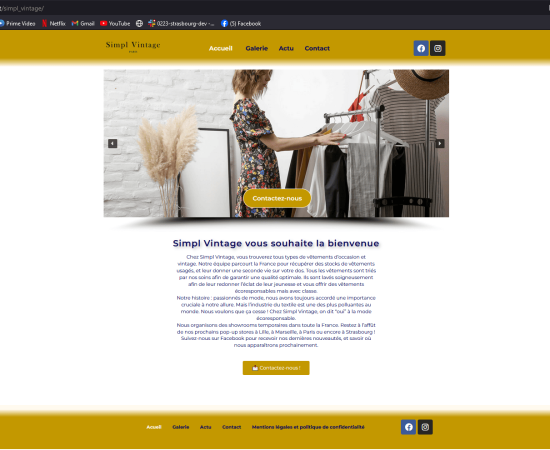 /simpl_vintage/
Prime Video Netflix Gmail YouTube 0223-strasbourg-dev -... (5) Facebook
Simpl Vintage
Accueil Galerie Actu Contact
Contactez-nous
Simpl Vintage vous souhaite la bienvenue
Chez Simpl Vintage, vous trouverez tous types de vêtements d'occasion et
vintage. Notre équipe parcourt la France pour récupérer des stocks de vêtements
usagés, et leur donner une seconde vie sur votre dos. Tous les vêtements sont triés
par nos soins afin de garantir une qualité optimale. Ils sont lavés soigneusement
afin de leur redonner l'éclat de leur jeunesse et vous offrir des vêtements
écoresponsables mais avec classe.
Notre histoire : passionnés de mode, nous avons toujours accordé une importance
cruciale à notre allure. Mais l'industrie du textile est une des plus polluantes au
monde. Nous voulons que ça cesse ! Chez Simpl Vintage, on dit "oui" à la mode
écoresponsable.
Nous organisons des showrooms temporaires dans toute la France. Restez à l'affût
de nos prochains pop-up stores à Lille, à Marseille, à Paris ou encore à Strasbourg !
Suivez-nous sur Facebook pour recevoir nos dernières nouveautés, et savoir où
nous apparaîtrons prochainement.
Contactez-nous !
Accueil Galerie Actu Contact Mentions légales et politique de confidentialité